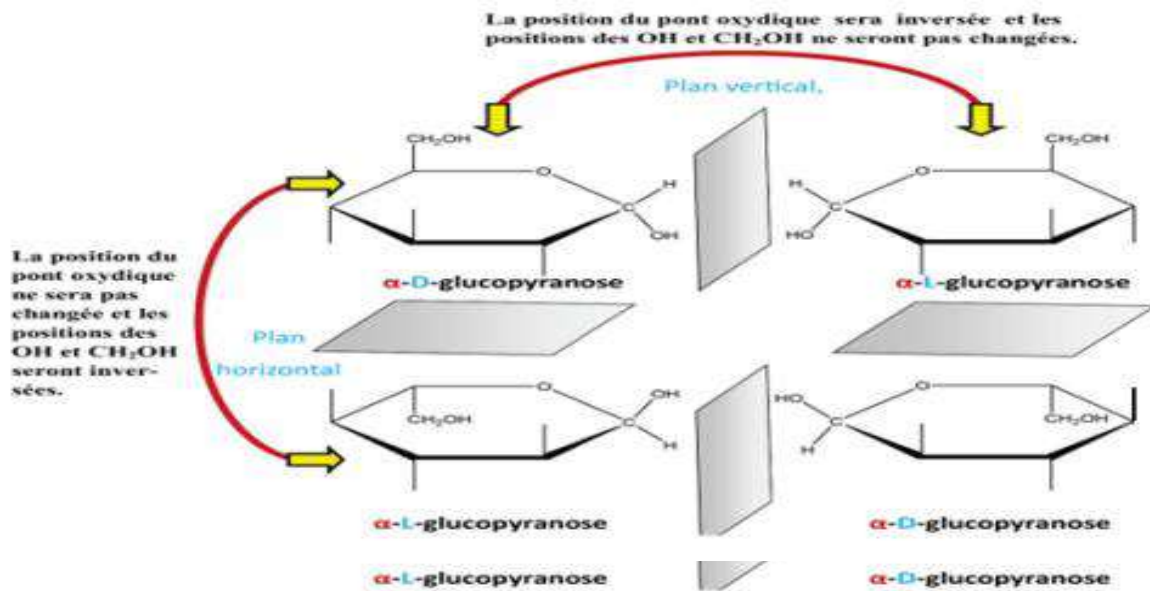 La position du pont oxydique sera inversée et les
positions des OH et CH₂OH ne seront pas changées.
Plan vertical,
CH₂OH
CH₂OH
O
O
H
H
C
C
OH
HO
La position du
pont oxydique
ne sera pas
changée et les
positions des
OH et CH₂OH
seront inver-
sées.
α-D-glucopyranose
α-L-glucopyranose
Plan
horizontal
O
OH
HO
O
CH₂OH
C
C
CH₂OH
H
H
α-L-glucopyranose
α-D-glucopyranose
α-L-glucopyranose
α-D-glucopyranose